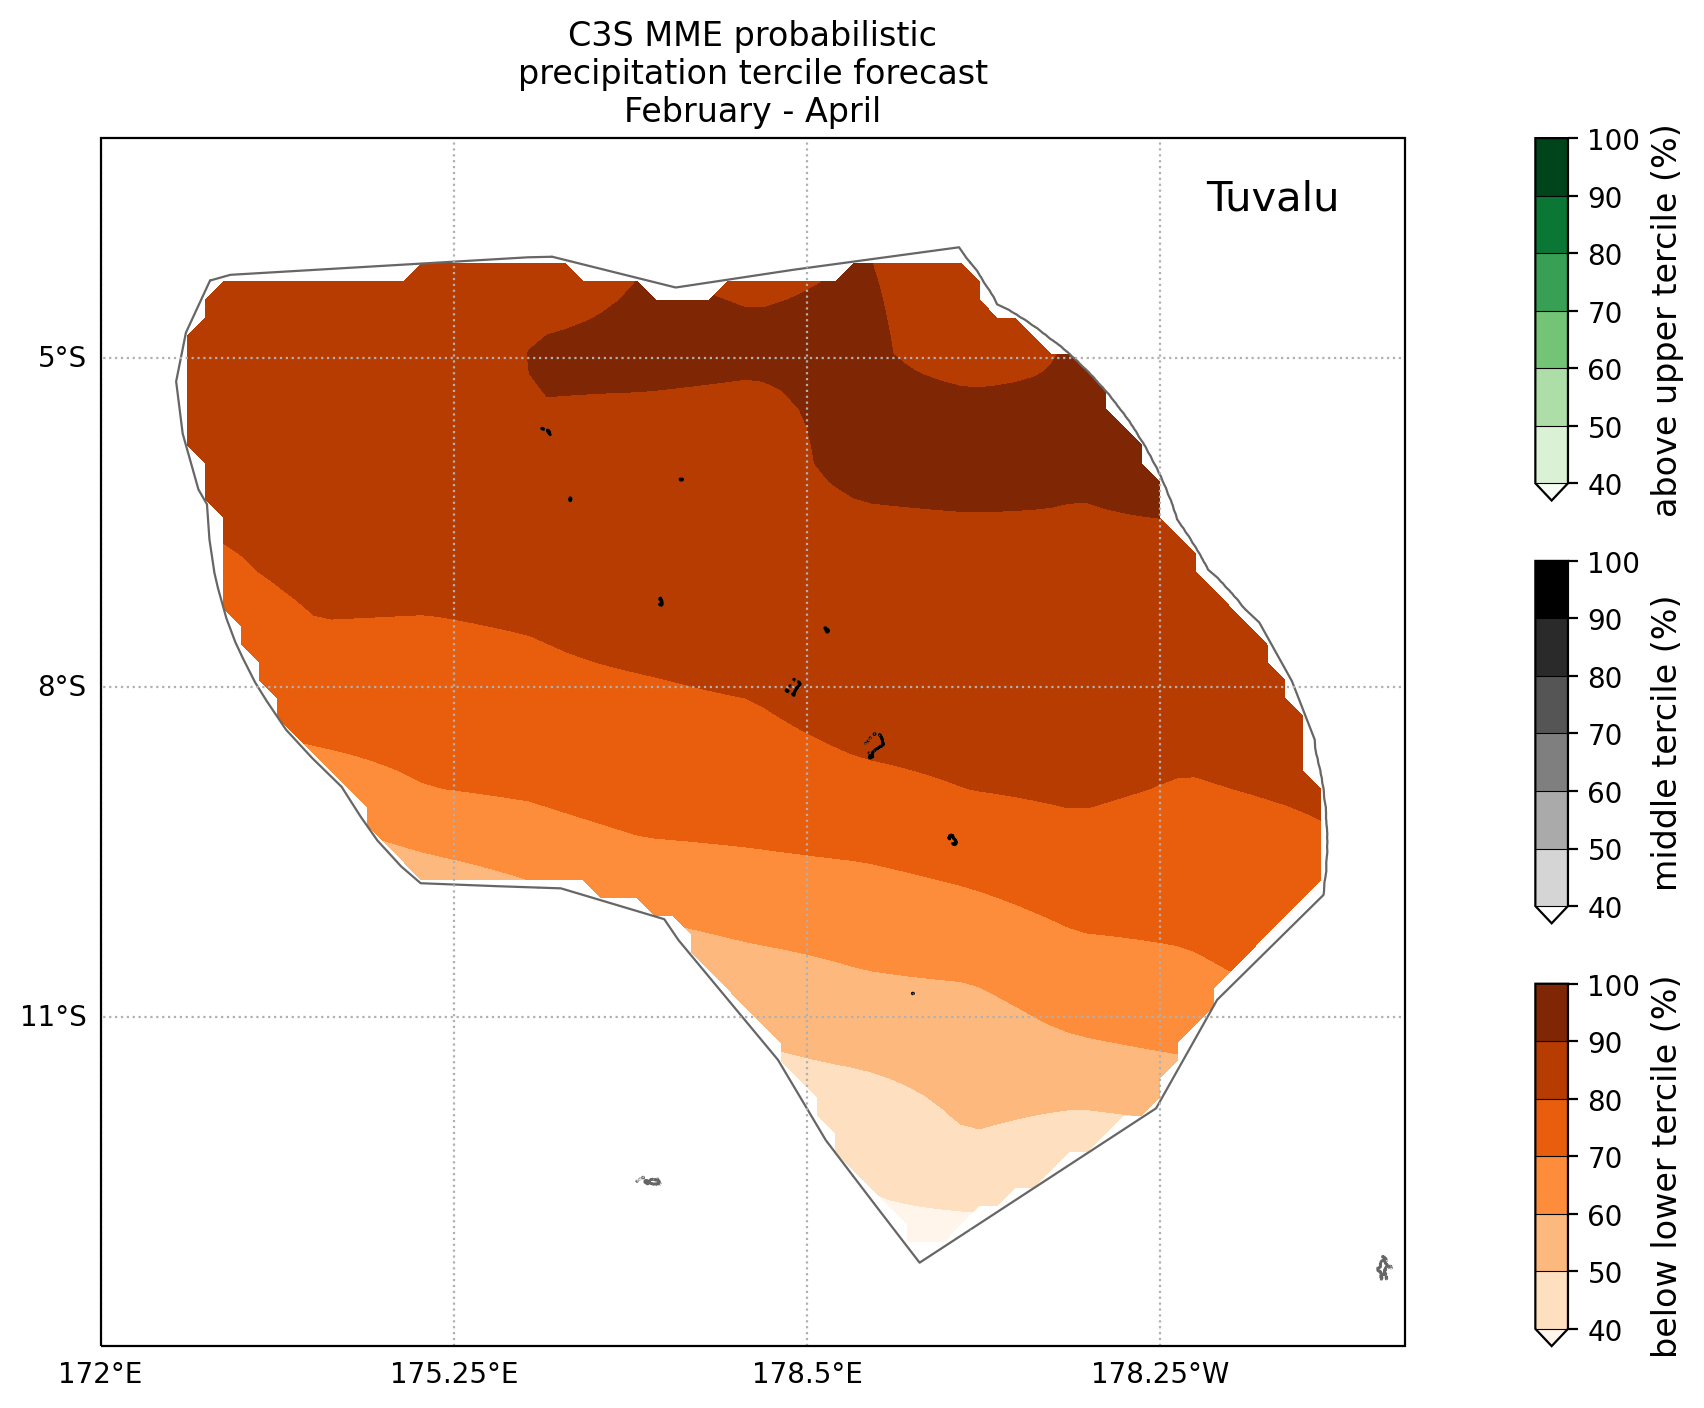 C3S MME probabilistic
precipitation tercile forecast
February - April
Tuvalu
5°S
8°S
11°S
172°E
175.25°E
178.5°E
178.25°W
100
90
80
70
60
50
40
above upper tercile (%)
100
90
80
70
60
50
40
middle tercile (%)
100
90
80
70
60
50
40
below lower tercile (%)